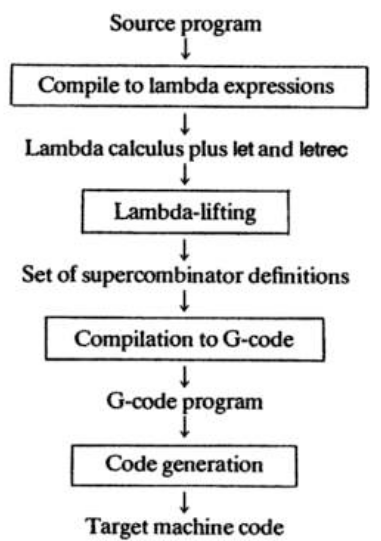 Source program
Compile to lambda expressions
Lambda calculus plus let and letrec
Lambda-lifting
Set of supercombinator definitions
Compilation to G-code
G-code program
Code generation
Target machine code